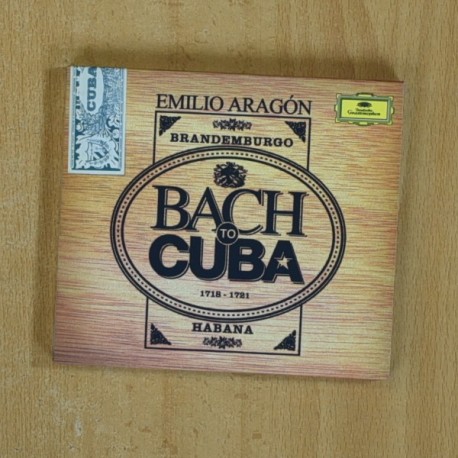 CUBA
EMILIO ARAGÓN
BRANDEMBURGO
BACH
TO
CUBA
1718 - 1721
HABANA